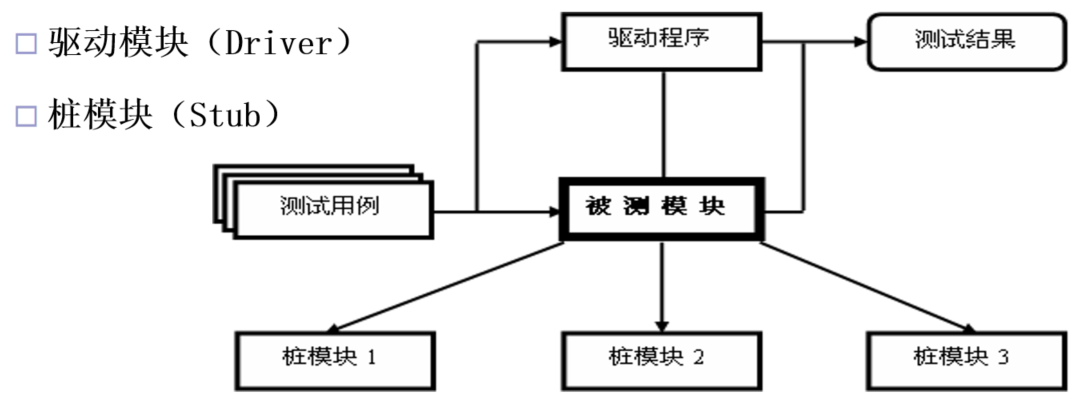 驱动模块（Driver）
桩模块（Stub）
驱动程序
测试结果
测试用例
被测模块
桩模块 1
桩模块 2
桩模块 3